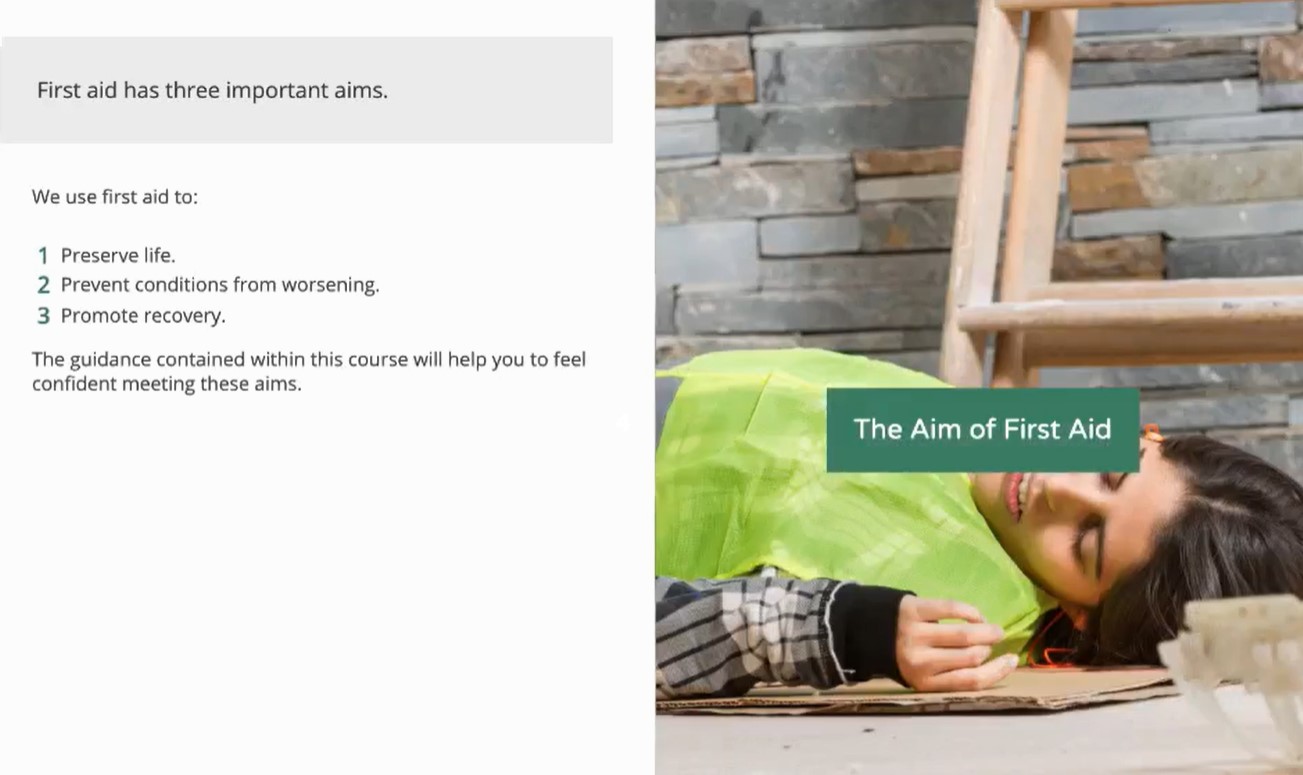 First aid has three important aims.
We use first aid to:
1 Preserve life.
2 Prevent conditions from worsening.
3 Promote recovery.
The guidance contained within this course will help you to feel
confident meeting these aims.
The Aim of First Aid